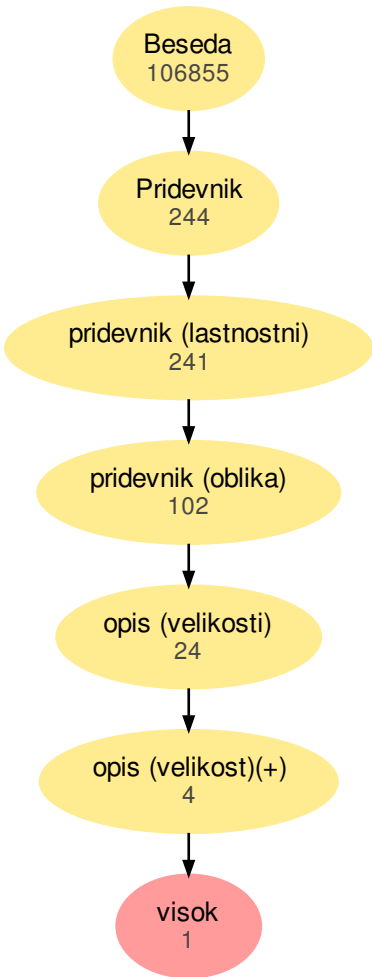 Beseda
106855
Pridevnik
244
pridevnik (lastnostni)
241
pridevnik (oblika)
102
opis (velikosti)
24
opis (velikost)(+)
4
visok
1